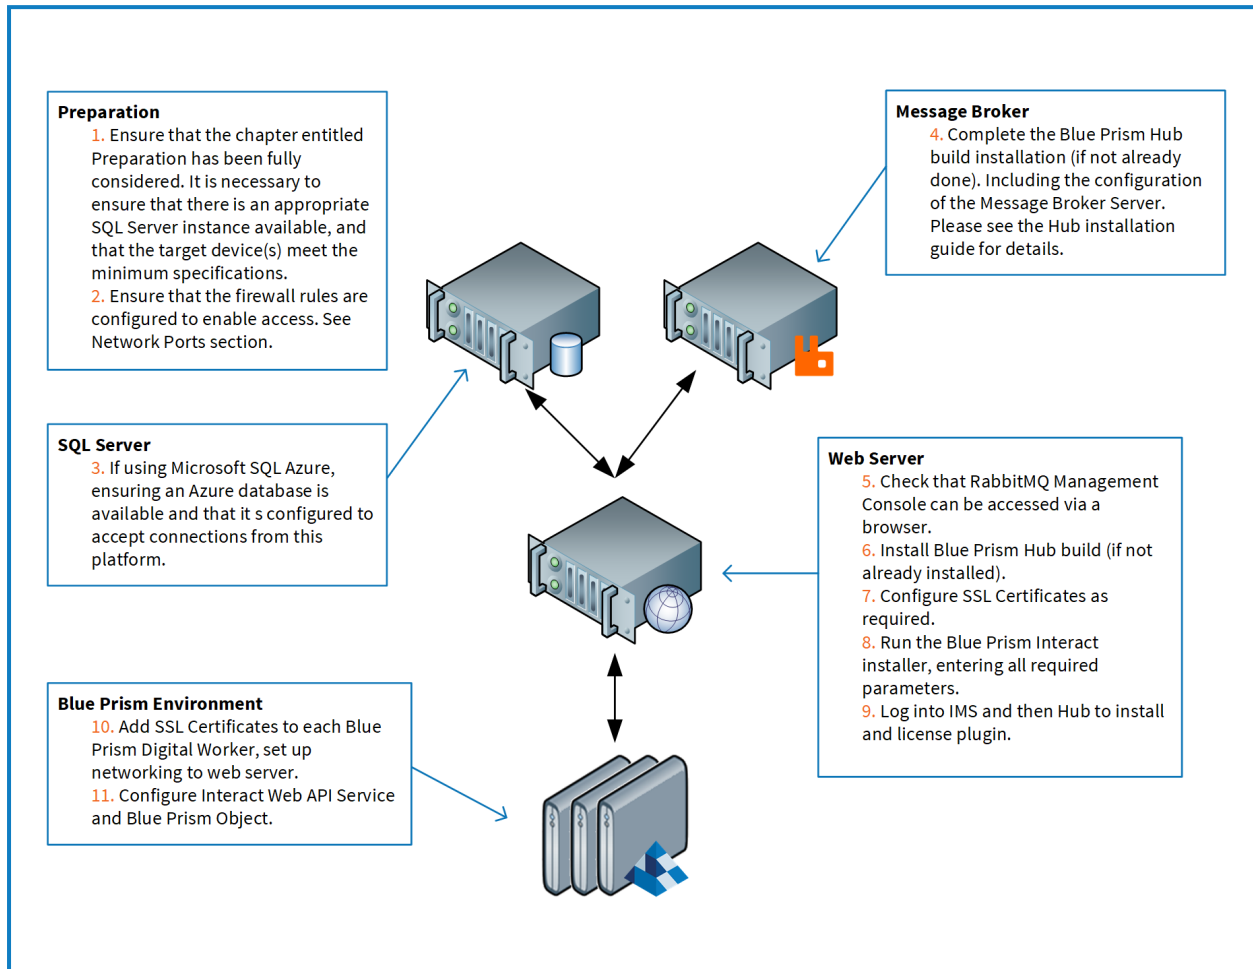 Preparation
1. Ensure that the chapter entitled
Preparation has been fully
considered. It is necessary to
ensure that there is an appropriate
SQL Server instance available, and
that the target device(s) meet the
minimum specifications.
2. Ensure that the firewall rules are
configured to enable access. See
Network Ports section.
Message Broker
4. Complete the Blue Prism Hub
build installation (if not already
done). Including the configuration
of the Message Broker Server.
Please see the Hub installation
guide for details.
SQL Server
3. If using Microsoft SQL Azure,
ensuring an Azure database is
available and that it s configured to
accept connections from this
platform.
Web Server
5. Check that RabbitMQ Management
Console can be accessed via a
browser.
6. Install Blue Prism Hub build (if not
already installed).
7. Configure SSL Certificates as
required.
8. Run the Blue Prism Interact
installer, entering all required
parameters.
9. Log into IMS and then Hub to install
and license plugin.
Blue Prism Environment
10. Add SSL Certificates to each Blue
Prism Digital Worker, set up
networking to web server.
11. Configure Interact Web API Service
and Blue Prism Object.